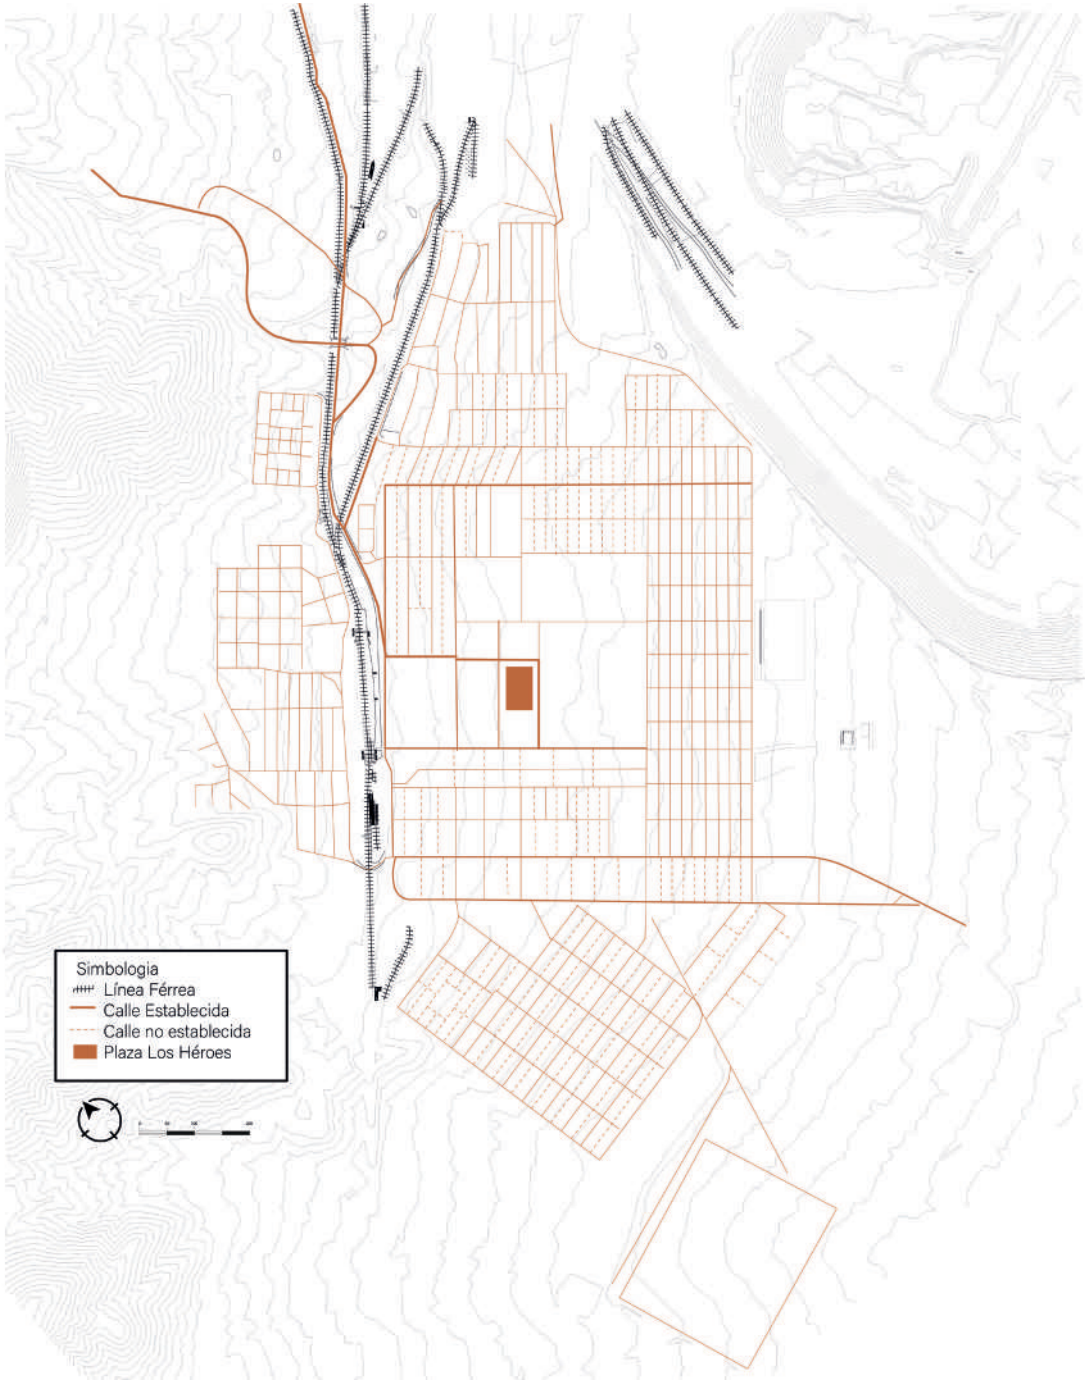 Simbologia
Línea Férrea
Calle Establecida
Calle no establecida
Plaza Los Héroes